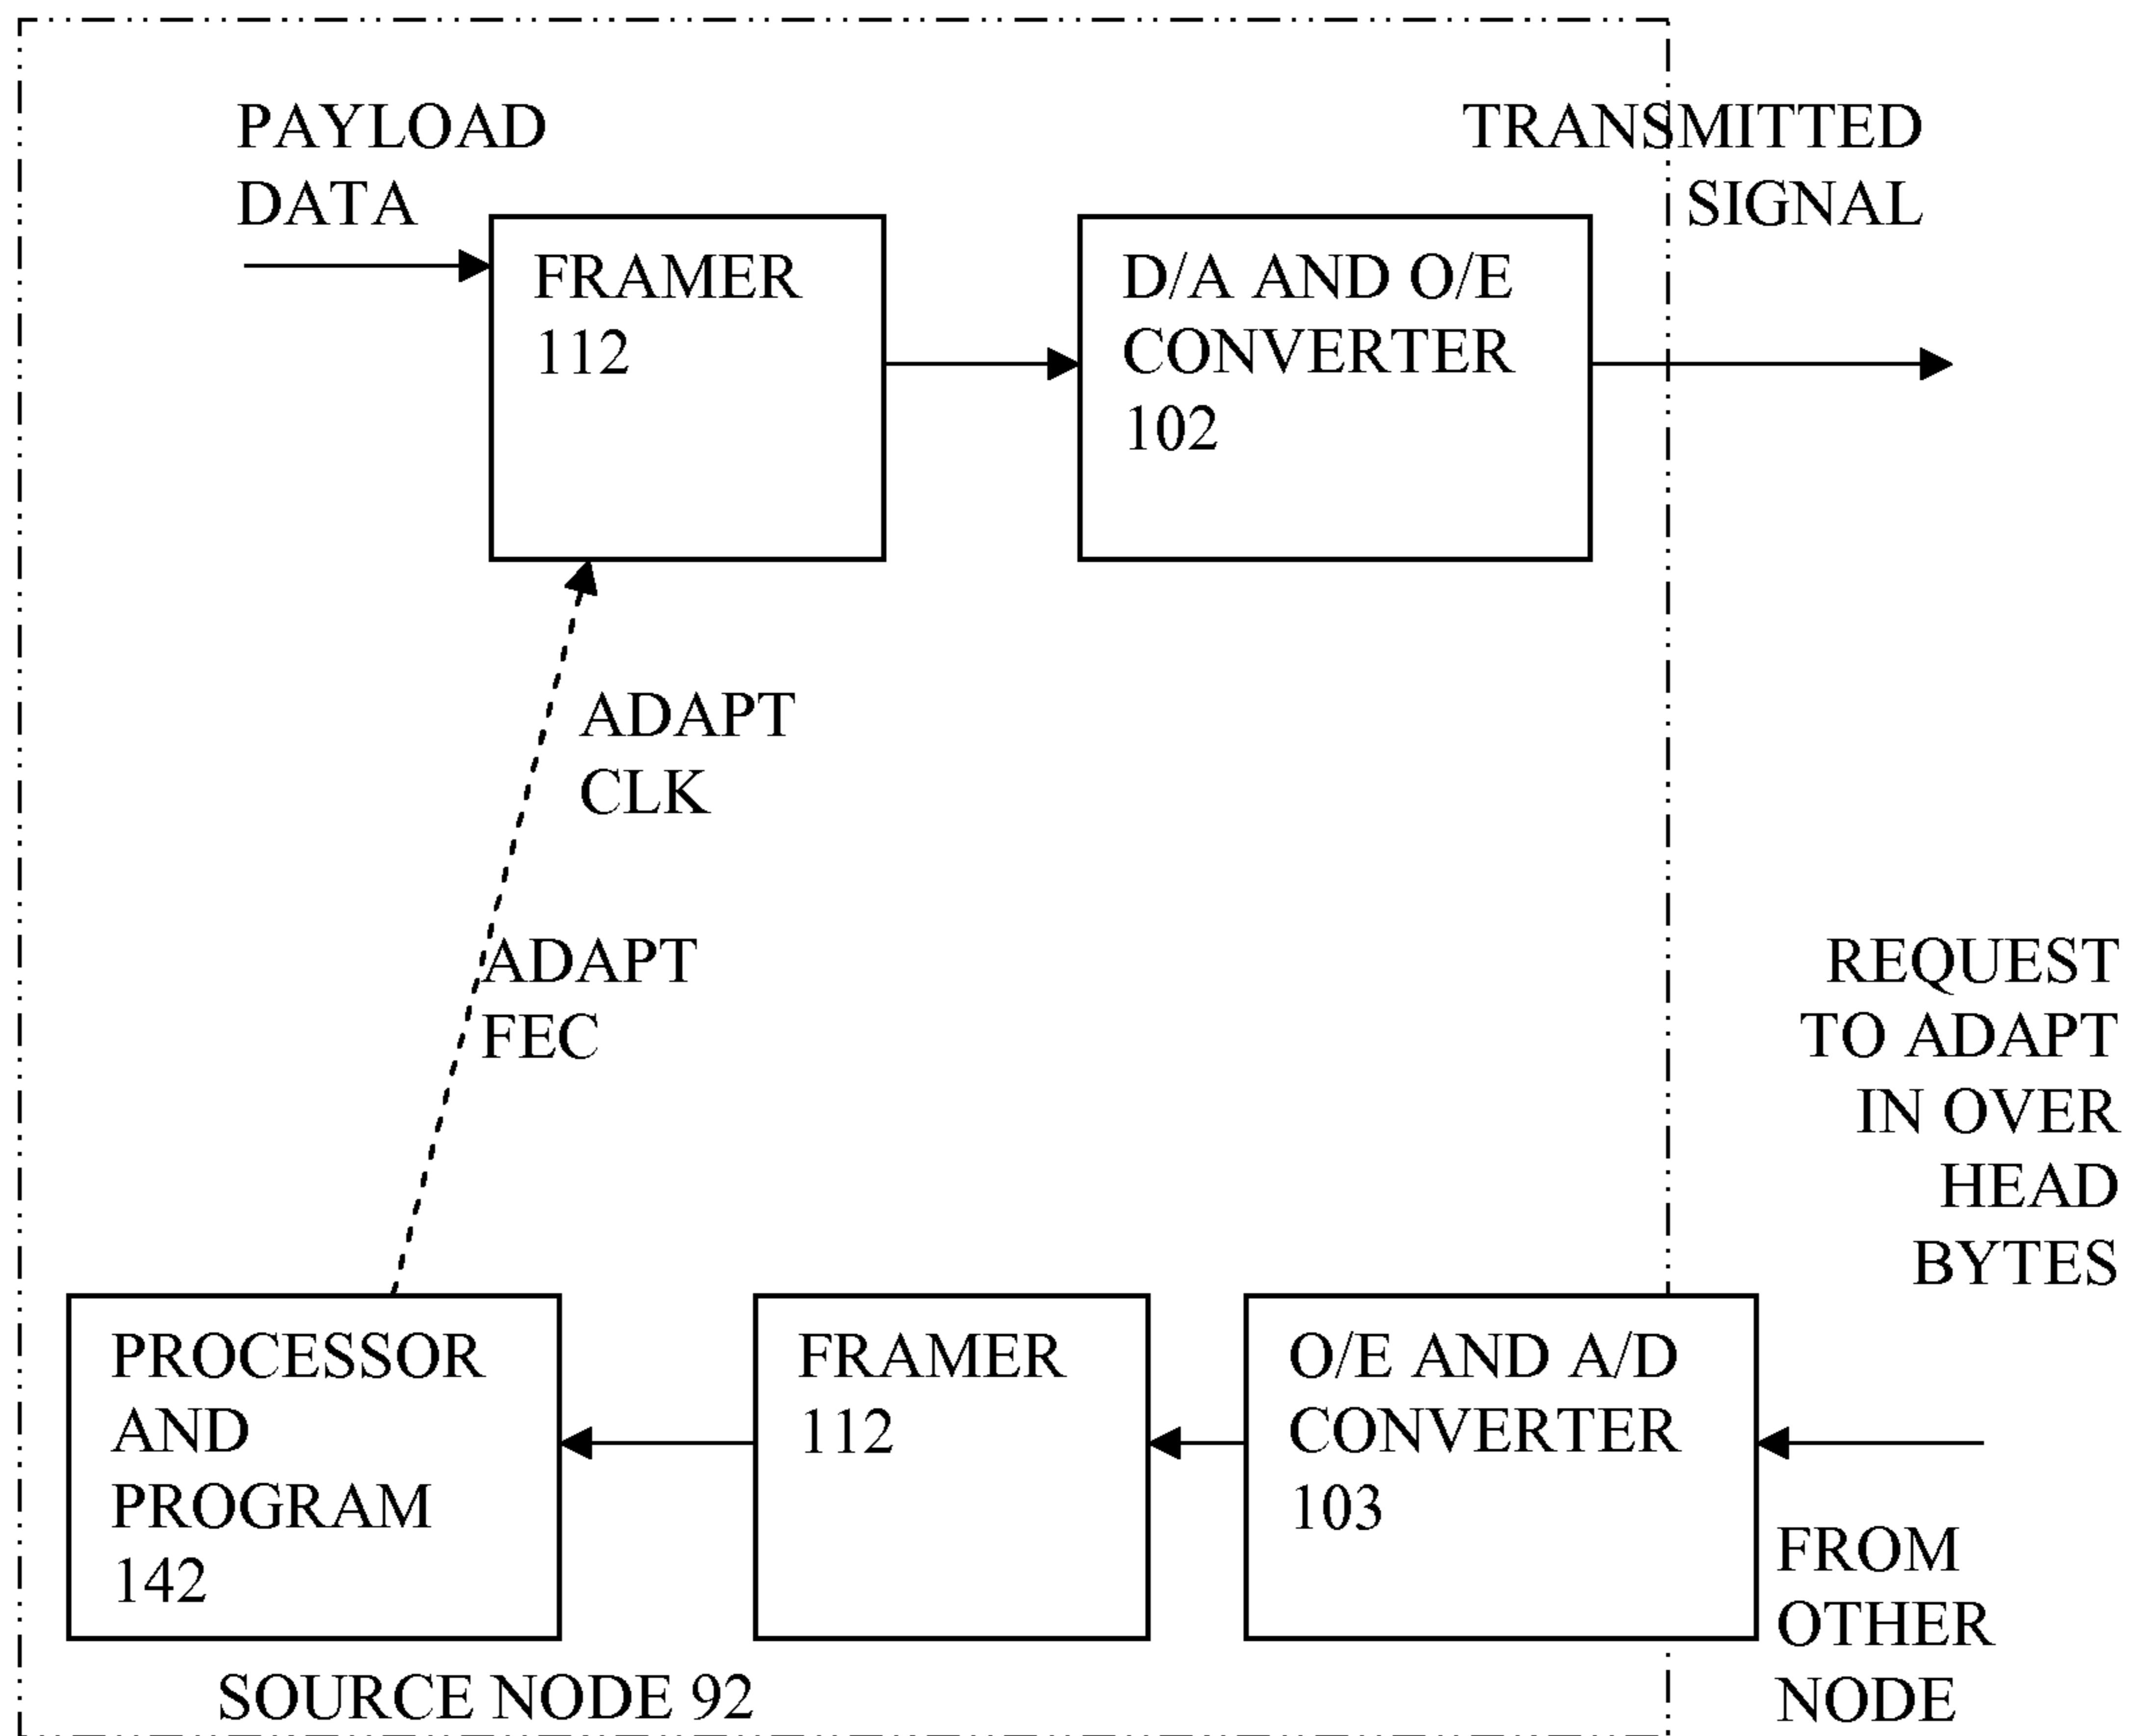 PAYLOAD
DATA
TRANSMITTED
SIGNAL
FRAMER
112
D/A AND O/E
CONVERTER
102
ADAPT
CLK
ADAPT
FEC
REQUEST
TO ADAPT
IN OVER
HEAD
BYTES
PROCESSOR
AND
PROGRAM
142
FRAMER
112
O/E AND A/D
CONVERTER
103
FROM
OTHER
NODE
SOURCE NODE 92